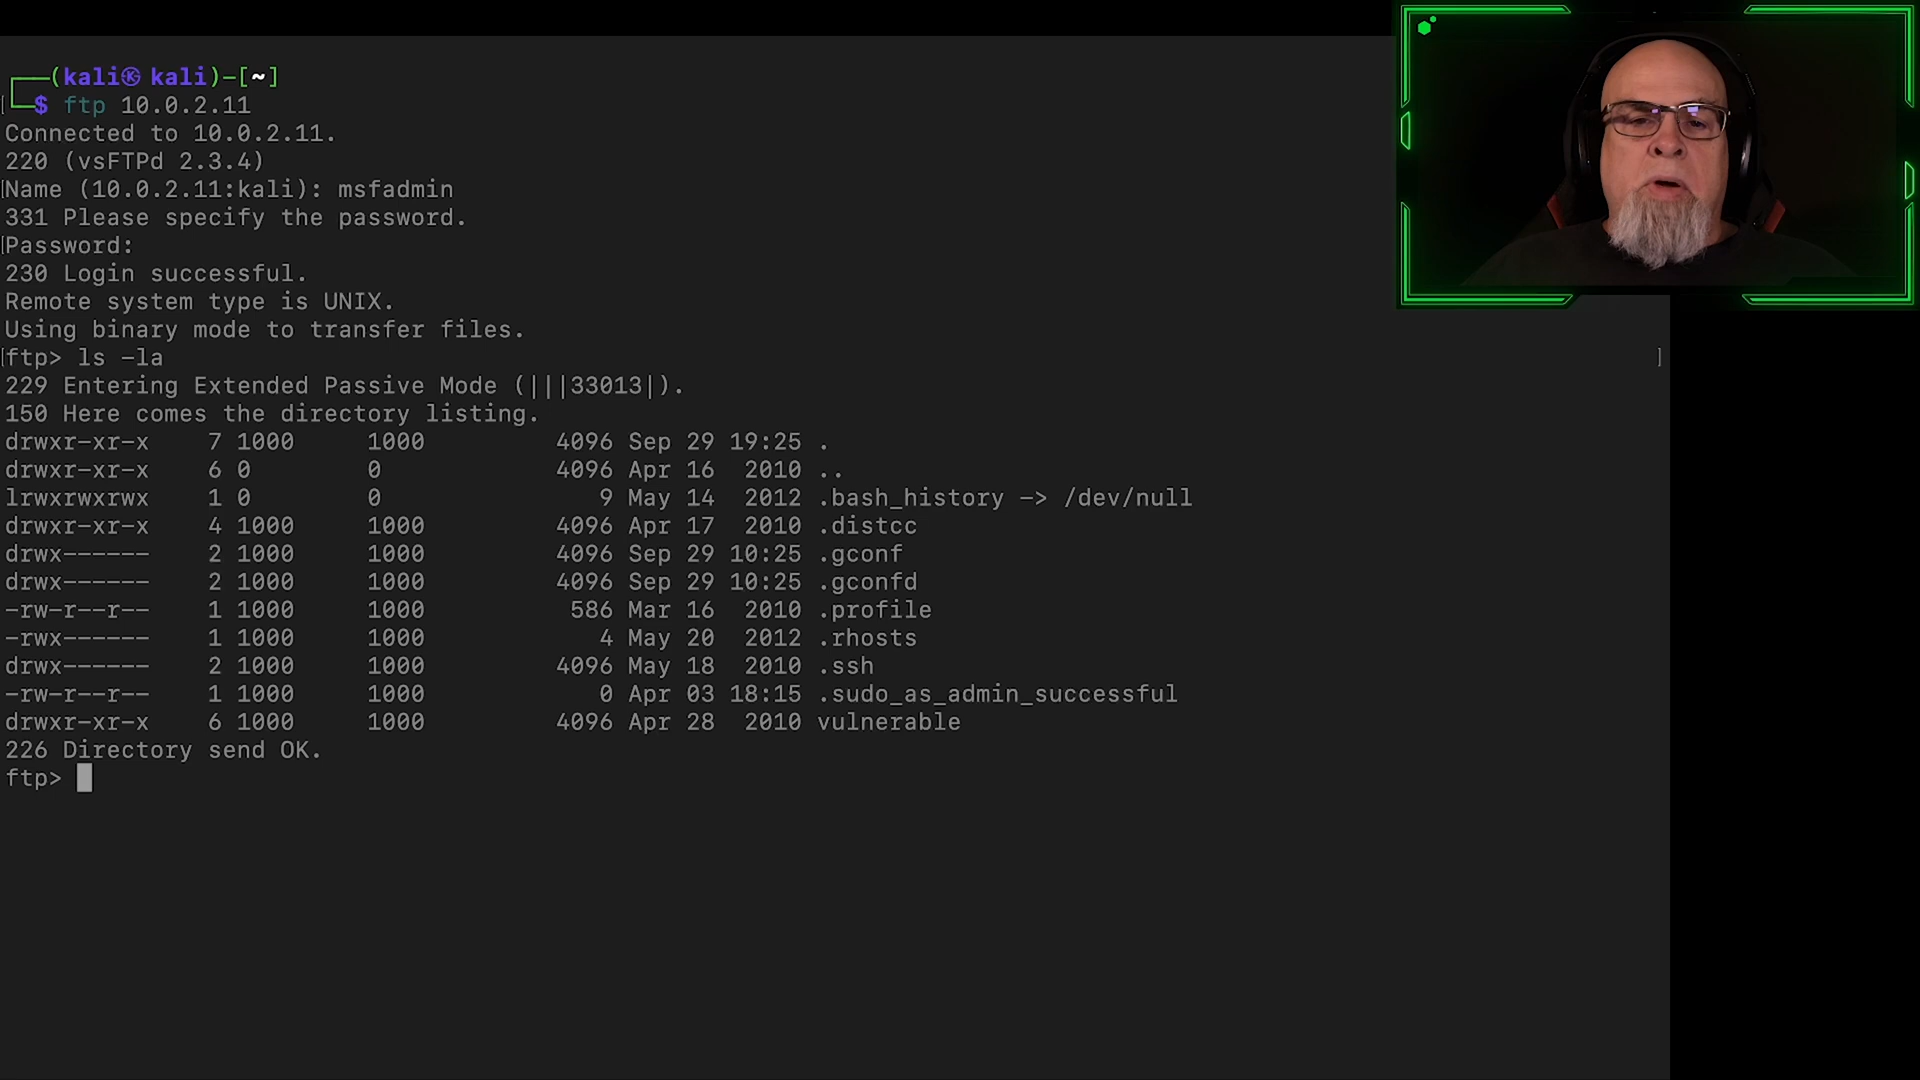 ┌──(kali㉿ kali)-[~]
└─$ ftp 10.0.2.11
Connected to 10.0.2.11.
220 (vsFTPd 2.3.4)
Name (10.0.2.11:kali): msfadmin
331 Please specify the password.
Password:
230 Login successful.
Remote system type is UNIX.
Using binary mode to transfer files.
ftp> ls -la
229 Entering Extended Passive Mode (|||33013|).
150 Here comes the directory listing.
drwxr-xr-x    7 1000     1000         4096 Sep 29 19:25 .
drwxr-xr-x    6 0        0            4096 Apr 16  2010 ..
lrwxrwxrwx    1 0        0               9 May 14  2012 .bash_history -> /dev/null
drwxr-xr-x    4 1000     1000         4096 Apr 17  2010 .distcc
drwx------    2 1000     1000         4096 Sep 29 10:25 .gconf
drwx------    2 1000     1000         4096 Sep 29 10:25 .gconfd
-rw-r--r--    1 1000     1000          586 Mar 16  2010 .profile
-rwx------    1 1000     1000            4 May 20  2012 .rhosts
drwx------    2 1000     1000         4096 May 18  2010 .ssh
-rw-r--r--    1 1000     1000            0 Apr 03 18:15 .sudo_as_admin_successful
drwxr-xr-x    6 1000     1000         4096 Apr 28  2010 vulnerable
226 Directory send OK.
ftp>